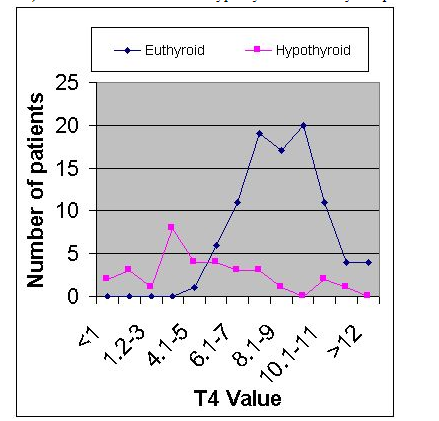 Euthyroid Hypothyroid
Number of patients
25
20
15
10
5
0
<1 1.2-3 4.1-5 6.1-7 8.1-9 10.1-11 >12
T4 Value